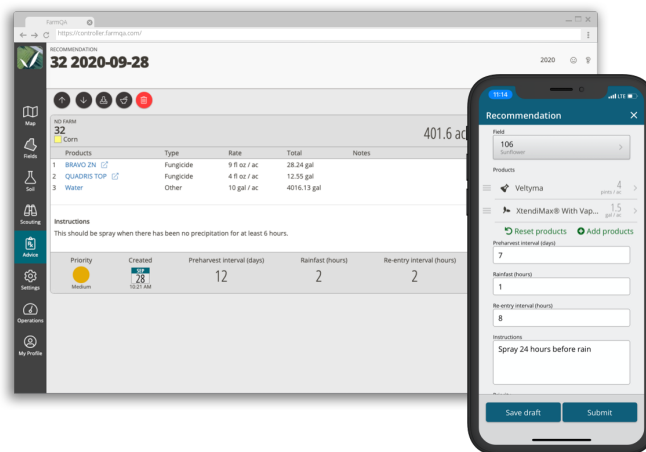 FarmQA
https://controller.farmqa.com/
RECOMMENDATION
32 2020-09-28
2020
Map
Fields
Soil
Scouting
Advice
Settings
Operations
My Profile
ND FARM
32
Corn
401.6 ac
Products Type Rate Total Notes
1 BRAVO ZN Fungicide 9 fl oz / ac 28.24 gal
2 QUADRIS TOP Fungicide 4 fl oz / ac 12.55 gal
3 Water Other 10 gal / ac 4016.13 gal
Instructions
This should be spray when there has been no precipitation for at least 6 hours.
Priority Created Preharvest interval (days) Rainfast (hours) Re-entry interval (hours)
SEP
28 12 2 2
Medium 10:21 AM
11:14 LTE
Recommendation
Field
106
Sunflower
Products
Veltyma 4
pints / ac
XtendiMax® With Vap... 1.5
gal / ac
Reset products Add products
Preharvest interval (days)
7
Rainfast (hours)
1
Re-entry interval (hours)
8
Instructions
Spray 24 hours before rain
Save draft Submit